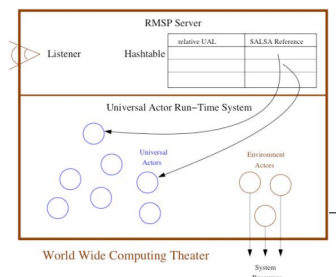 RMSP Server
Listener
Hashtable
relative UAL
SALSA Reference
Universal Actor Run−Time System
Universal
Actors
Environment
Actors
World Wide Computing Theater
System